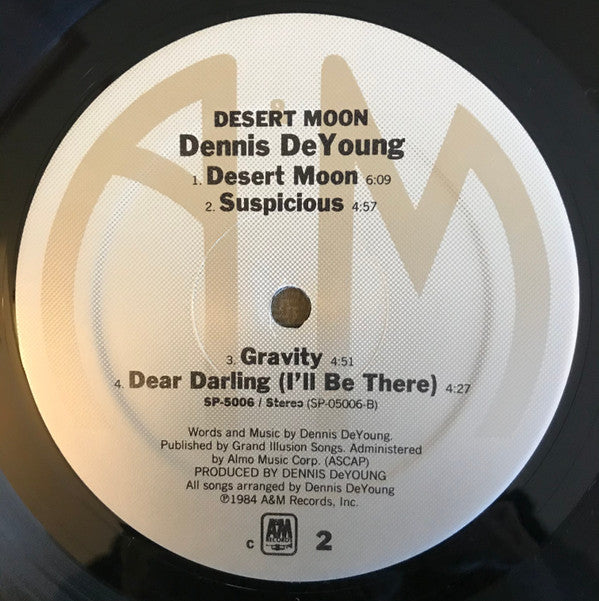 A&M
DESERT MOON
Dennis DeYoung
1. Desert Moon 6:09
2. Suspicious 4:57
3. Gravity 4:51
4. Dear Darling (I'll Be There) 4:27
SP-5006 / Stereo (SP-05006-B)
Words and Music by Dennis DeYoung.
Published by Grand Illusion Songs. Administered
by Almo Music Corp. (ASCAP)
PRODUCED BY DENNIS DeYOUNG
All songs arranged by Dennis DeYoung
℗1984 A&M Records, Inc.
C A&M RECORDS 2